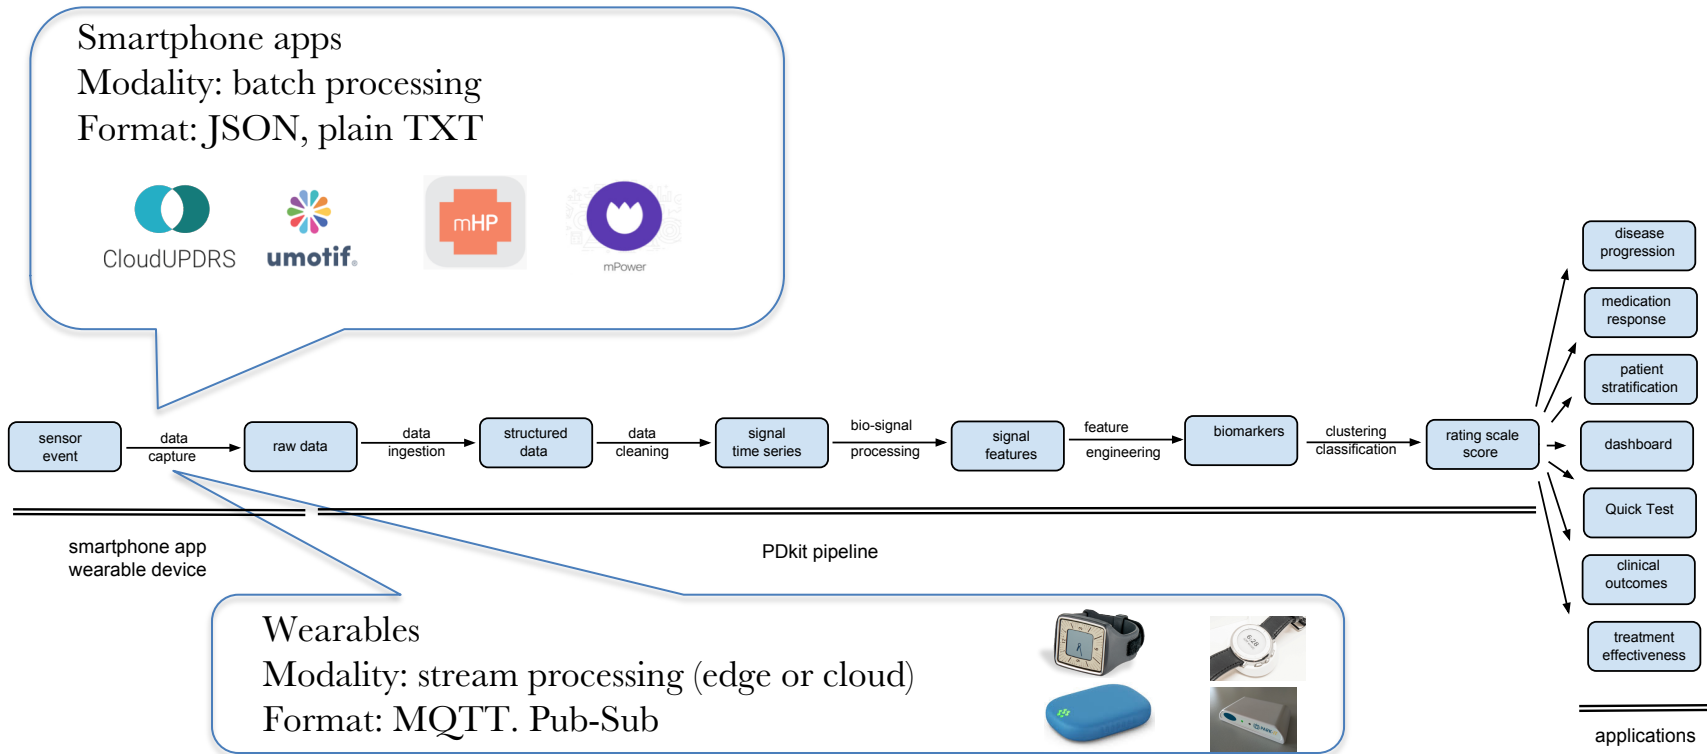 Smartphone apps
Modality: batch processing
Format: JSON, plain TXT
CloudUPDRS
umotif.
mHP
mPower
sensor
event
data
capture
raw data
data
ingestion
structured
data
data
cleaning
signal
time series
bio-signal
processing
signal
features
feature
engineering
biomarkers
clustering
classification
rating scale
score
disease
progression
medication
response
patient
stratification
dashboard
Quick Test
clinical
outcomes
treatment
effectiveness
smartphone app
wearable device
PDkit pipeline
applications
Wearables
Modality: stream processing (edge or cloud)
Format: MQTT. Pub-Sub
6:28